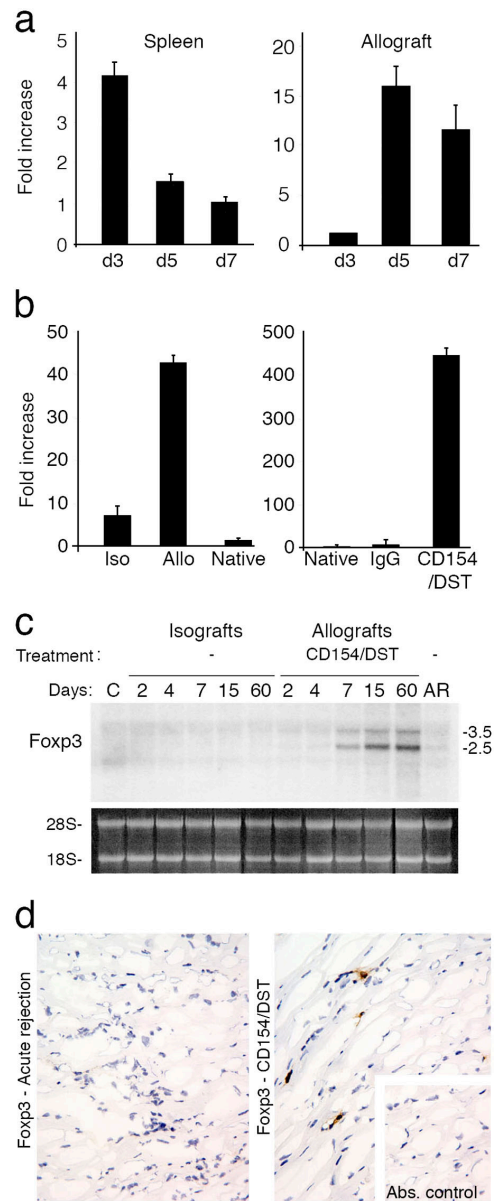 a
Spleen
Allograft
Fold increase
5
4
3
2
1
0
d3 d5 d7
20
15
10
5
0
d3 d5 d7
b
Fold increase
50
40
30
20
10
0
Iso Allo Native
500
400
300
200
100
0
Native IgG CD154
/DST
c
Isografts Allografts
Treatment: - CD154/DST -
Days: C 2 4 7 15 60 2 4 7 15 60 AR
Foxp3
-3.5
-2.5
28S-
18S-
d
Foxp3 - Acute rejection
Foxp3 - CD154/DST
Abs. control